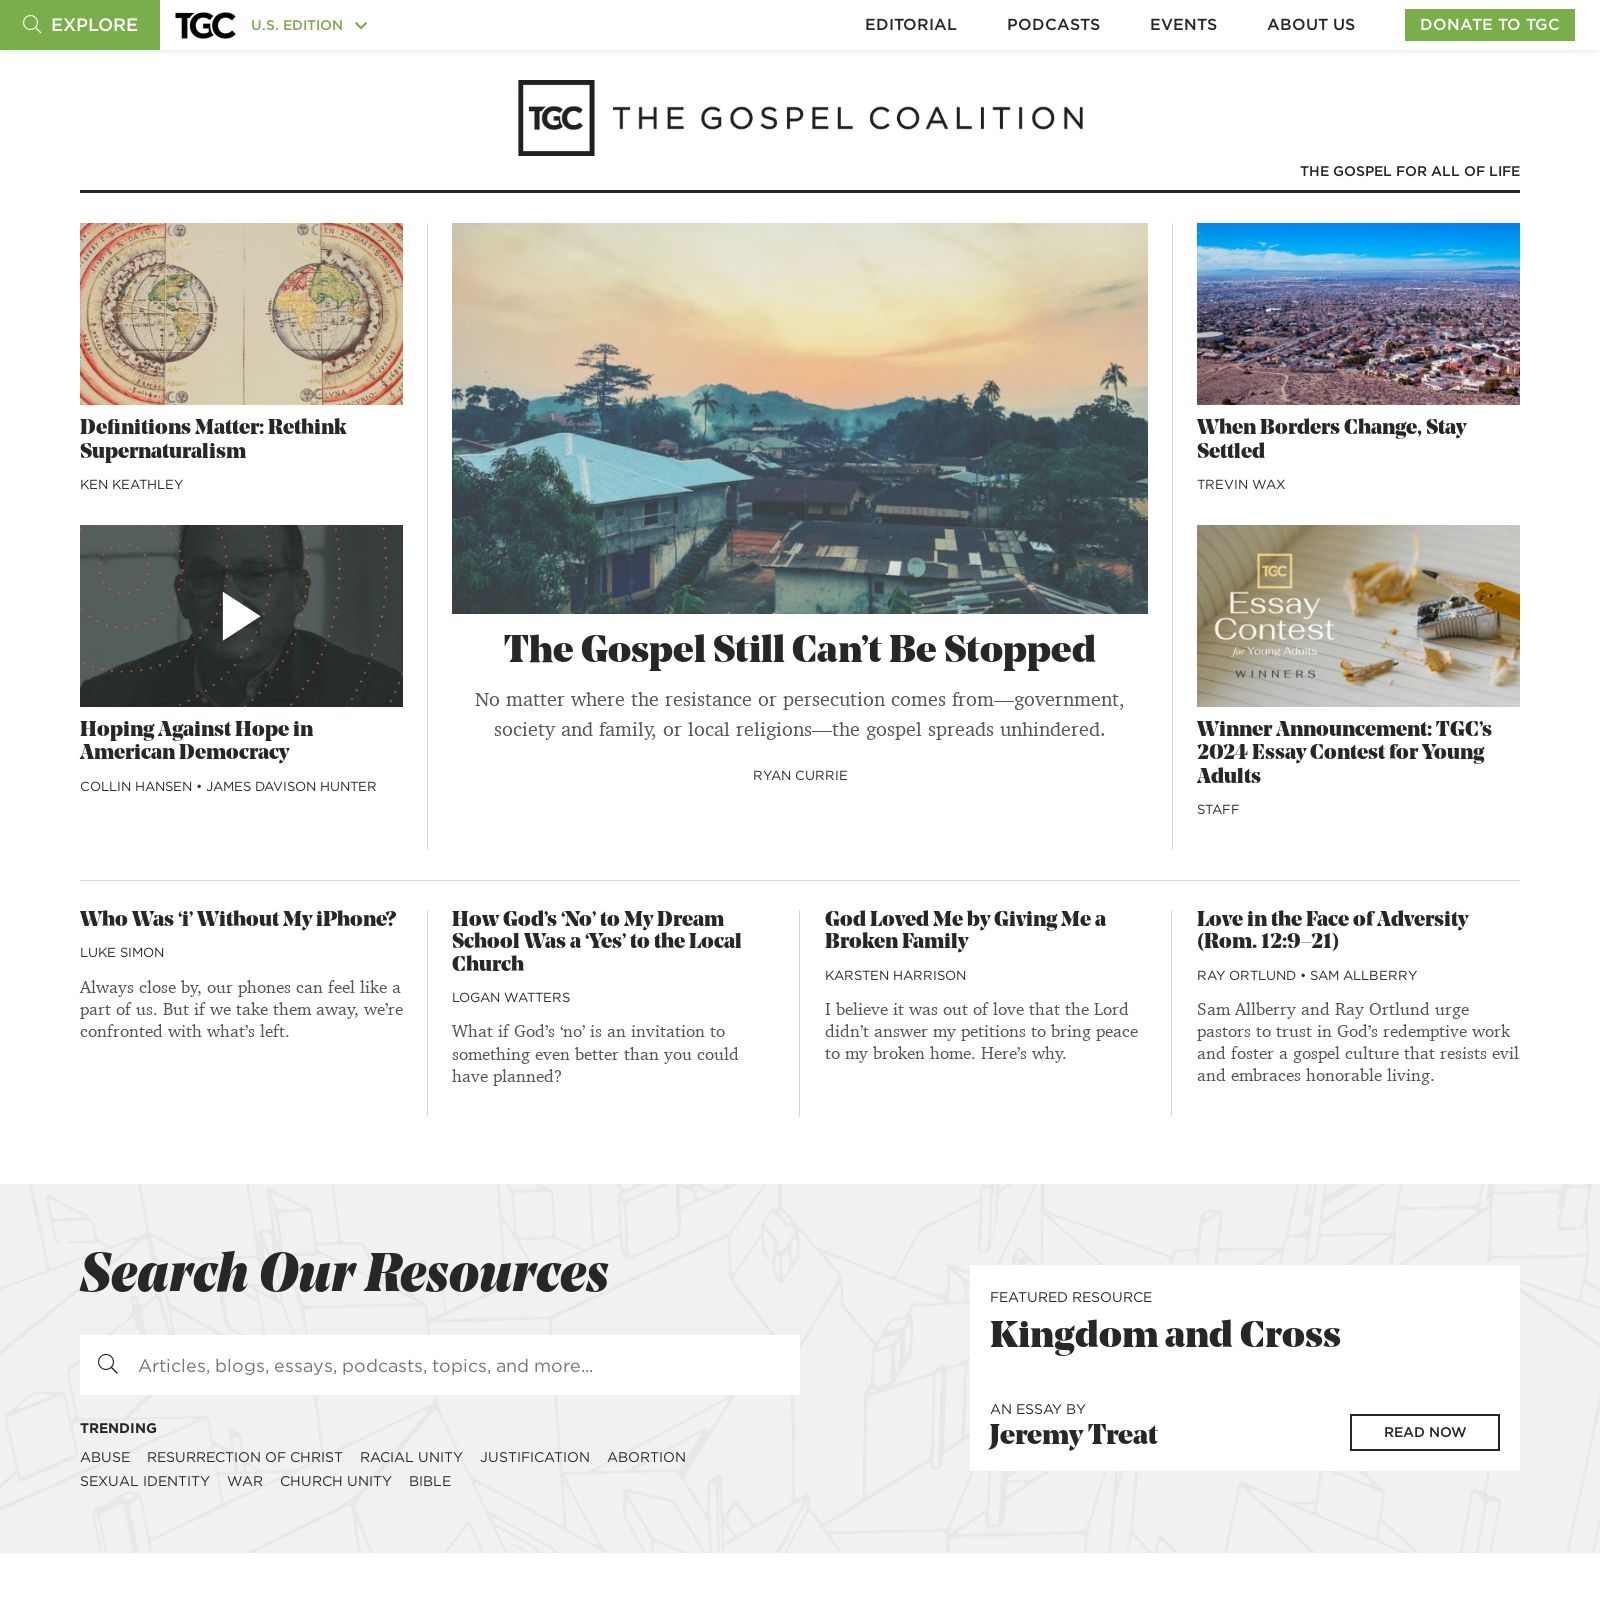 EXPLORE
TGC
U.S. EDITION
EDITORIAL
PODCASTS
EVENTS
ABOUT US
DONATE TO TGC
TGC
THE GOSPEL COALITION
THE GOSPEL FOR ALL OF LIFE
Definitions Matter: Rethink
Supernaturalism
KEN KEATHLEY
Hoping Against Hope in
American Democracy
COLLIN HANSEN • JAMES DAVISON HUNTER
The Gospel Still Can’t Be Stopped
No matter where the resistance or persecution comes from—government,
society and family, or local religions—the gospel spreads unhindered.
RYAN CURRIE
When Borders Change, Stay
Settled
TREVIN WAX
TGC
Essay
Contest
for Young Adults
WINNERS
Winner Announcement: TGC’s
2024 Essay Contest for Young
Adults
STAFF
Who Was ‘i’ Without My iPhone?
LUKE SIMON
Always close by, our phones can feel like a
part of us. But if we take them away, we’re
confronted with what’s left.
How God’s ‘No’ to My Dream
School Was a ‘Yes’ to the Local
Church
LOGAN WATTERS
What if God’s ‘no’ is an invitation to
something even better than you could
have planned?
God Loved Me by Giving Me a
Broken Family
KARSTEN HARRISON
I believe it was out of love that the Lord
didn’t answer my petitions to bring peace
to my broken home. Here’s why.
Love in the Face of Adversity
(Rom. 12:9–21)
RAY ORTLUND • SAM ALLBERRY
Sam Allberry and Ray Ortlund urge
pastors to trust in God’s redemptive work
and foster a gospel culture that resists evil
and embraces honorable living.
Search Our Resources
Articles, blogs, essays, podcasts, topics, and more...
TRENDING
ABUSE RESURRECTION OF CHRIST RACIAL UNITY JUSTIFICATION ABORTION
SEXUAL IDENTITY WAR CHURCH UNITY BIBLE
FEATURED RESOURCE
Kingdom and Cross
AN ESSAY BY
Jeremy Treat
READ NOW